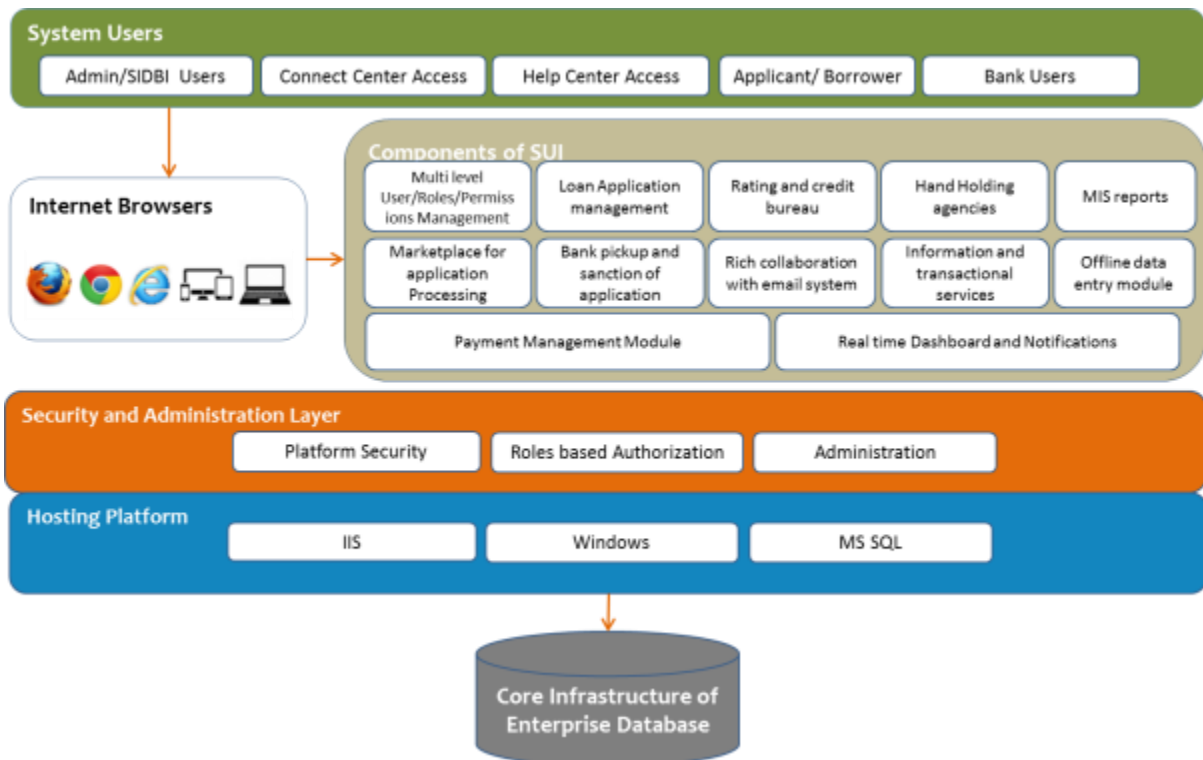 System Users
Admin/SIDBI Users
Connect Center Access
Help Center Access
Applicant/ Borrower
Bank Users
Internet Browsers
Components of SUI
Multi level
User/Roles/Permiss
ions Management
Loan Application
management
Rating and credit
bureau
Hand Holding
agencies
MIS reports
Marketplace for
application
Processing
Bank pickup and
sanction of
application
Rich collaboration
with email system
Information and
transactional
services
Offline data
entry module
Payment Management Module
Real time Dashboard and Notifications
Security and Administration Layer
Platform Security
Roles based Authorization
Administration
Hosting Platform
IIS
Windows
MS SQL
Core Infrastructure of
Enterprise Database